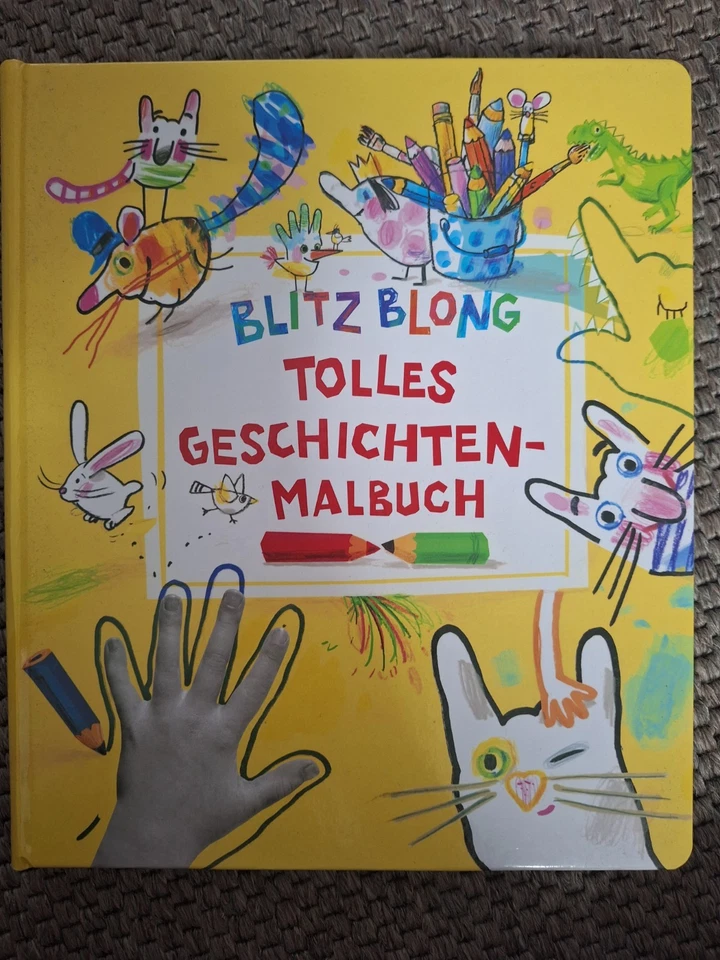 BLITZ BLONG
TOLLES
GESCHICHTEN-
MALBUCH